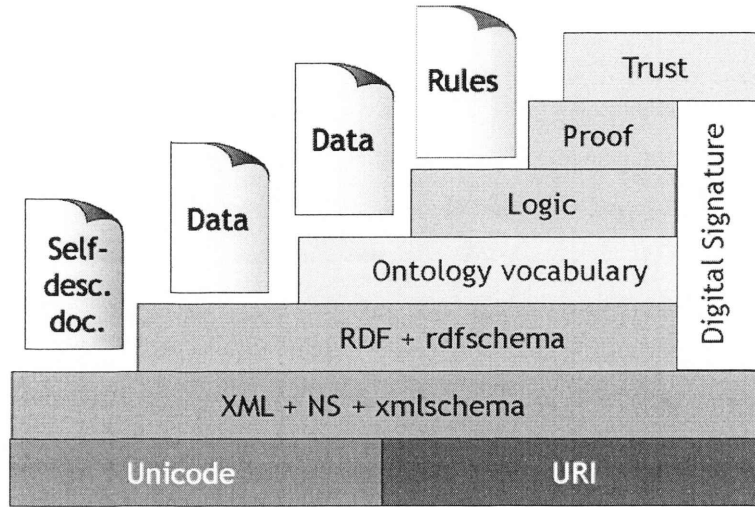 Rules
Trust
Data
Proof
Data
Logic
Digital Signature
Self-
desc.
doc.
Ontology vocabulary
RDF + rdfschema
XML + NS + xmlschema
Unicode
URI